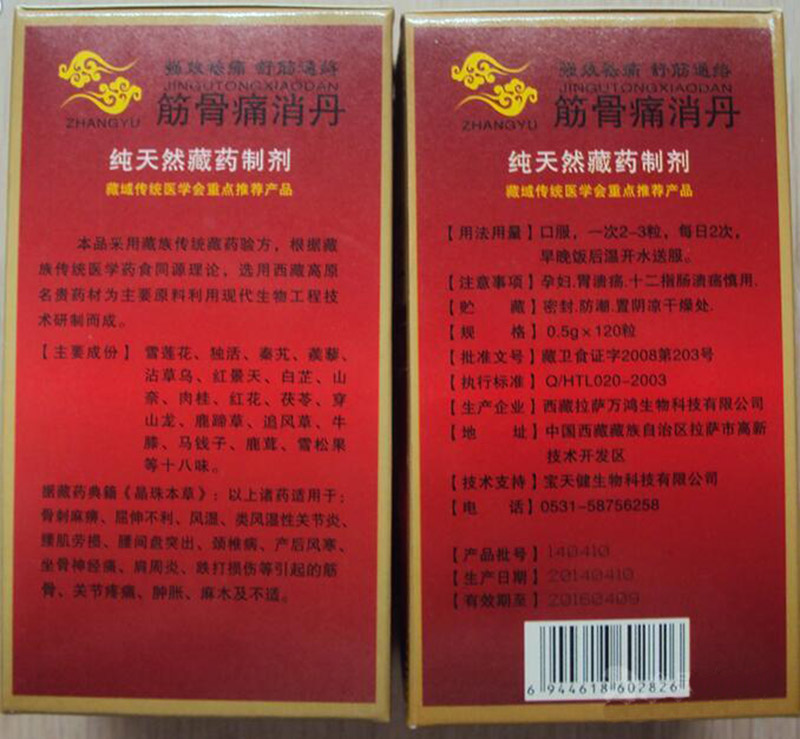 强效祛痛 舒筋通络
JINGUTONGXIAODAN
筋骨痛消丹
ZHANGYU
纯天然藏药制剂
藏域传统医学会重点推荐产品
本品采用藏族传统藏药验方，根据藏
族传统医学药食同源理论，选用西藏高原
名贵药材为主要原料利用现代生物工程技
术研制而成。
【主要成份】 雪莲花、独活、秦艽、蒺藜、
沾草乌、红景天、白芷、山
奈、肉桂、红花、茯苓、穿
山龙、鹿蹄草、追风草、牛
膝、马钱子、鹿茸、雪松果
等十八味。
据藏药典籍《晶珠本草》：以上诸药适用于：
骨刺麻痹、屈伸不利、风湿、类风湿性关节炎、
腰肌劳损、腰间盘突出、颈椎病、产后风寒、
坐骨神经痛、肩周炎、跌打损伤等引起的筋
骨、关节疼痛、肿胀、麻木及不适。
强效祛痛 舒筋通络
JINGUTONGXIAODAN
筋骨痛消丹
ZHANGYU
纯天然藏药制剂
藏域传统医学会重点推荐产品
【用法用量】口服，一次2-3粒，每日2次，
早晚饭后温开水送服。
【注意事项】孕妇.胃溃疡.十二指肠溃疡慎用.
【贮 藏】密封.防潮.置阴凉干燥处.
【规 格】0.5g×120粒
【批准文号】藏卫食证字2008第203号
【执行标准】Q/HTL020-2003
【生产企业】西藏拉萨万鸿生物科技有限公司
【地 址】中国西藏藏族自治区拉萨市高新
技术开发区
【技术支持】宝天健生物科技有限公司
【电 话】0531-58756258
【产品批号】140410
【生产日期】20140410
【有效期至】20160409
6 944618 602826